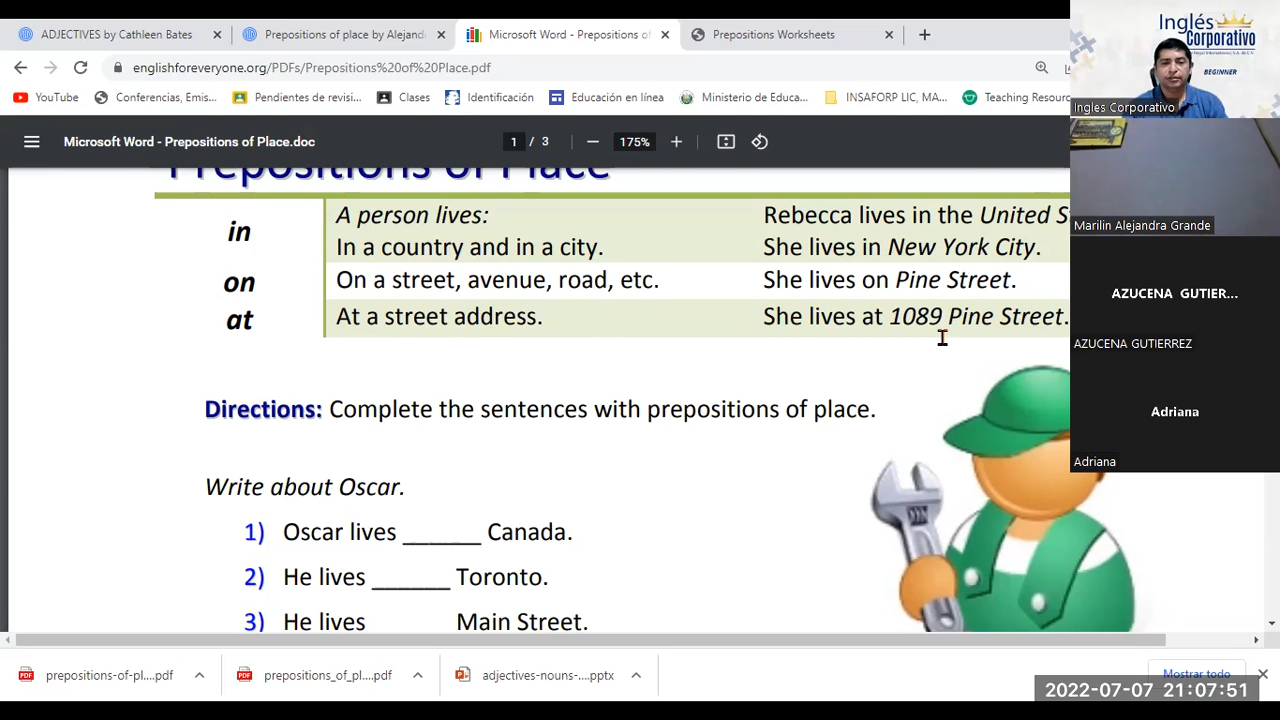 ADJECTIVES by Cathleen Bates
Prepositions of place by Alejand
Microsoft Word - Prepositions of
Prepositions Worksheets
englishforeveryone.org/PDFs/Prepositions%20of%20Place.pdf
YouTube
Conferencias, Emis...
Pendientes de revisi...
Clases
Identificación
Educación en línea
Ministerio de Educa...
INSAFORP LIC, MA...
Teaching Resourc
Microsoft Word - Prepositions of Place.doc
1 / 3
175%
Prepositions of Place
in
A person lives:
Rebecca lives in the United S
In a country and in a city.
She lives in New York City.
on
On a street, avenue, road, etc.
She lives on Pine Street.
at
At a street address.
She lives at 1089 Pine Street.
Directions: Complete the sentences with prepositions of place.
Write about Oscar.
1) Oscar lives ______ Canada.
2) He lives ______ Toronto.
3) He lives Main Street.
Inglés
Corporativo
BEGINNER
Ingles Corporativo
Marilin Alejandra Grande
AZUCENA GUTIER...
AZUCENA GUTIERREZ
Adriana
Adriana
prepositions-of-pl....pdf
prepositions_of_pl....pdf
adjectives-nouns-....pptx
Mostrar todo
2022-07-07 21:07:51